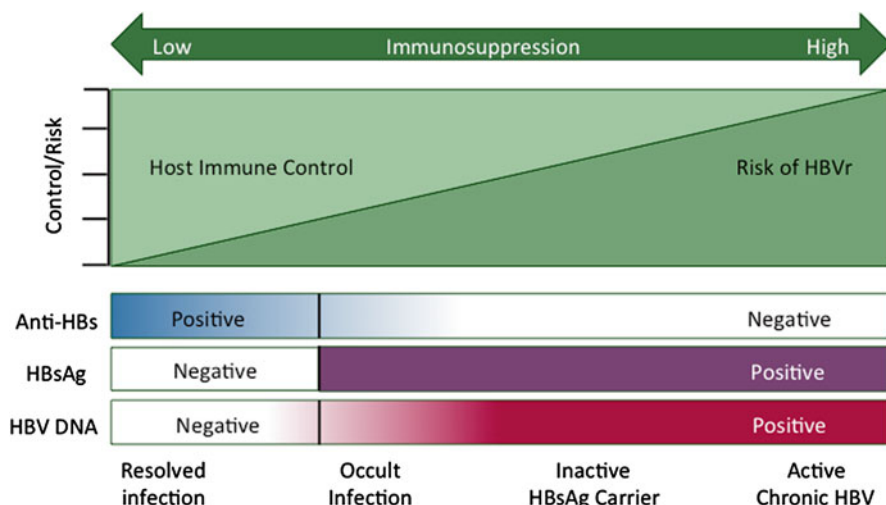 Low Immunosuppression High
Control/Risk
Host Immune Control Risk of HBVr
Anti-HBs Positive Negative
HBsAg Negative Positive
HBV DNA Negative Positive
Resolved Occult Inactive Active
infection Infection HBsAg Carrier Chronic HBV